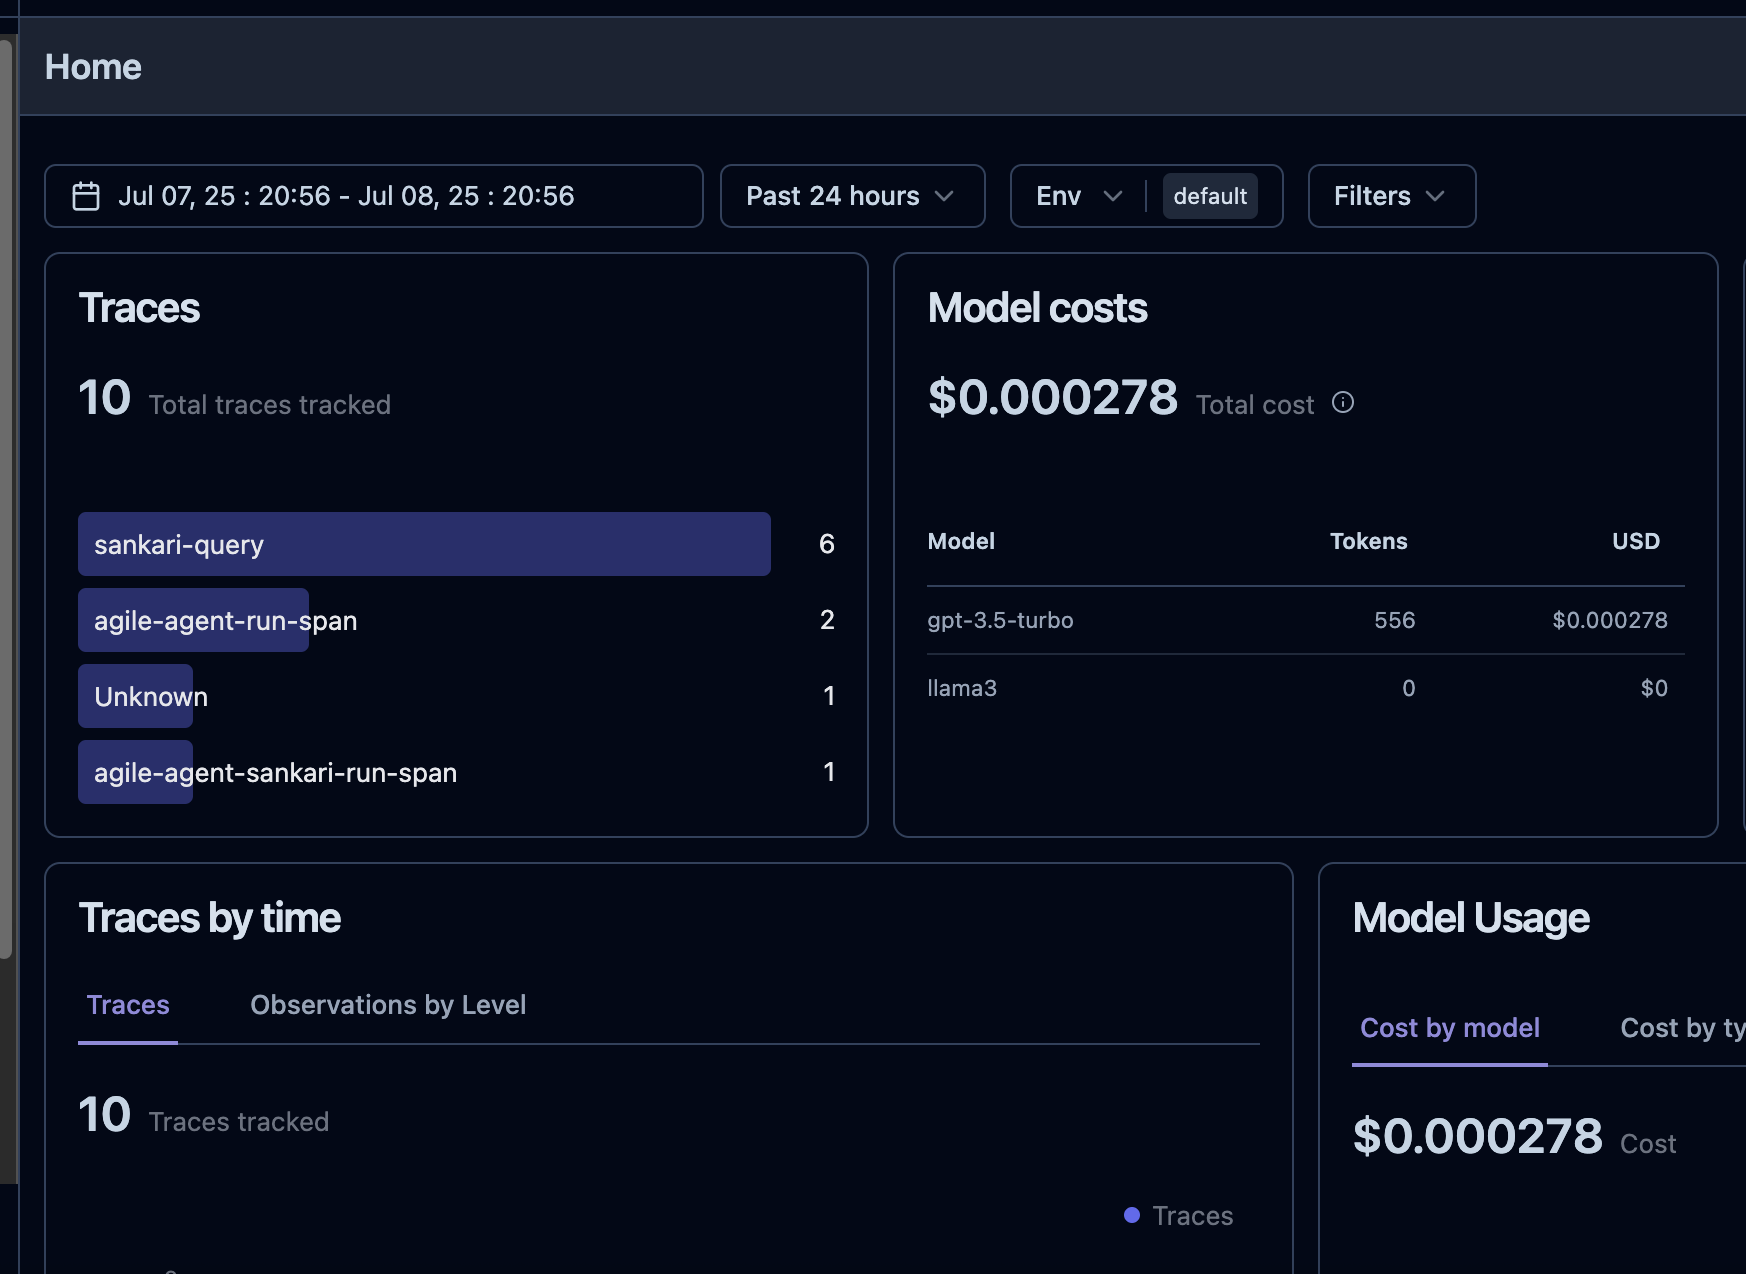 Home
Jul 07, 25 : 20:56 - Jul 08, 25 : 20:56
Past 24 hours
Env
default
Filters
Traces
10 Total traces tracked
sankari-query 6
agile-agent-run-span 2
Unknown 1
agile-agent-sankari-run-span 1
Model costs
$0.000278 Total cost
Model Tokens USD
gpt-3.5-turbo 556 $0.000278
llama3 0 $0
Traces by time
Traces Observations by Level
10 Traces tracked
Traces
Model Usage
Cost by model Cost by ty
$0.000278 Cost